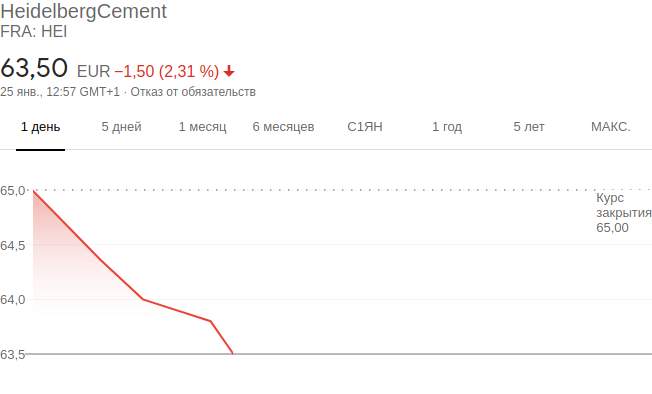 HeidelbergCement
FRA: HEI
63,50 EUR −1,50 (2,31 %)
25 янв., 12:57 GMT+1 · Отказ от обязательств
1 день 5 дней 1 месяц 6 месяцев С1ЯН 1 год 5 лет МАКС.
65,0
Курс
закрытия
65,00
64,5
64,0
63,5